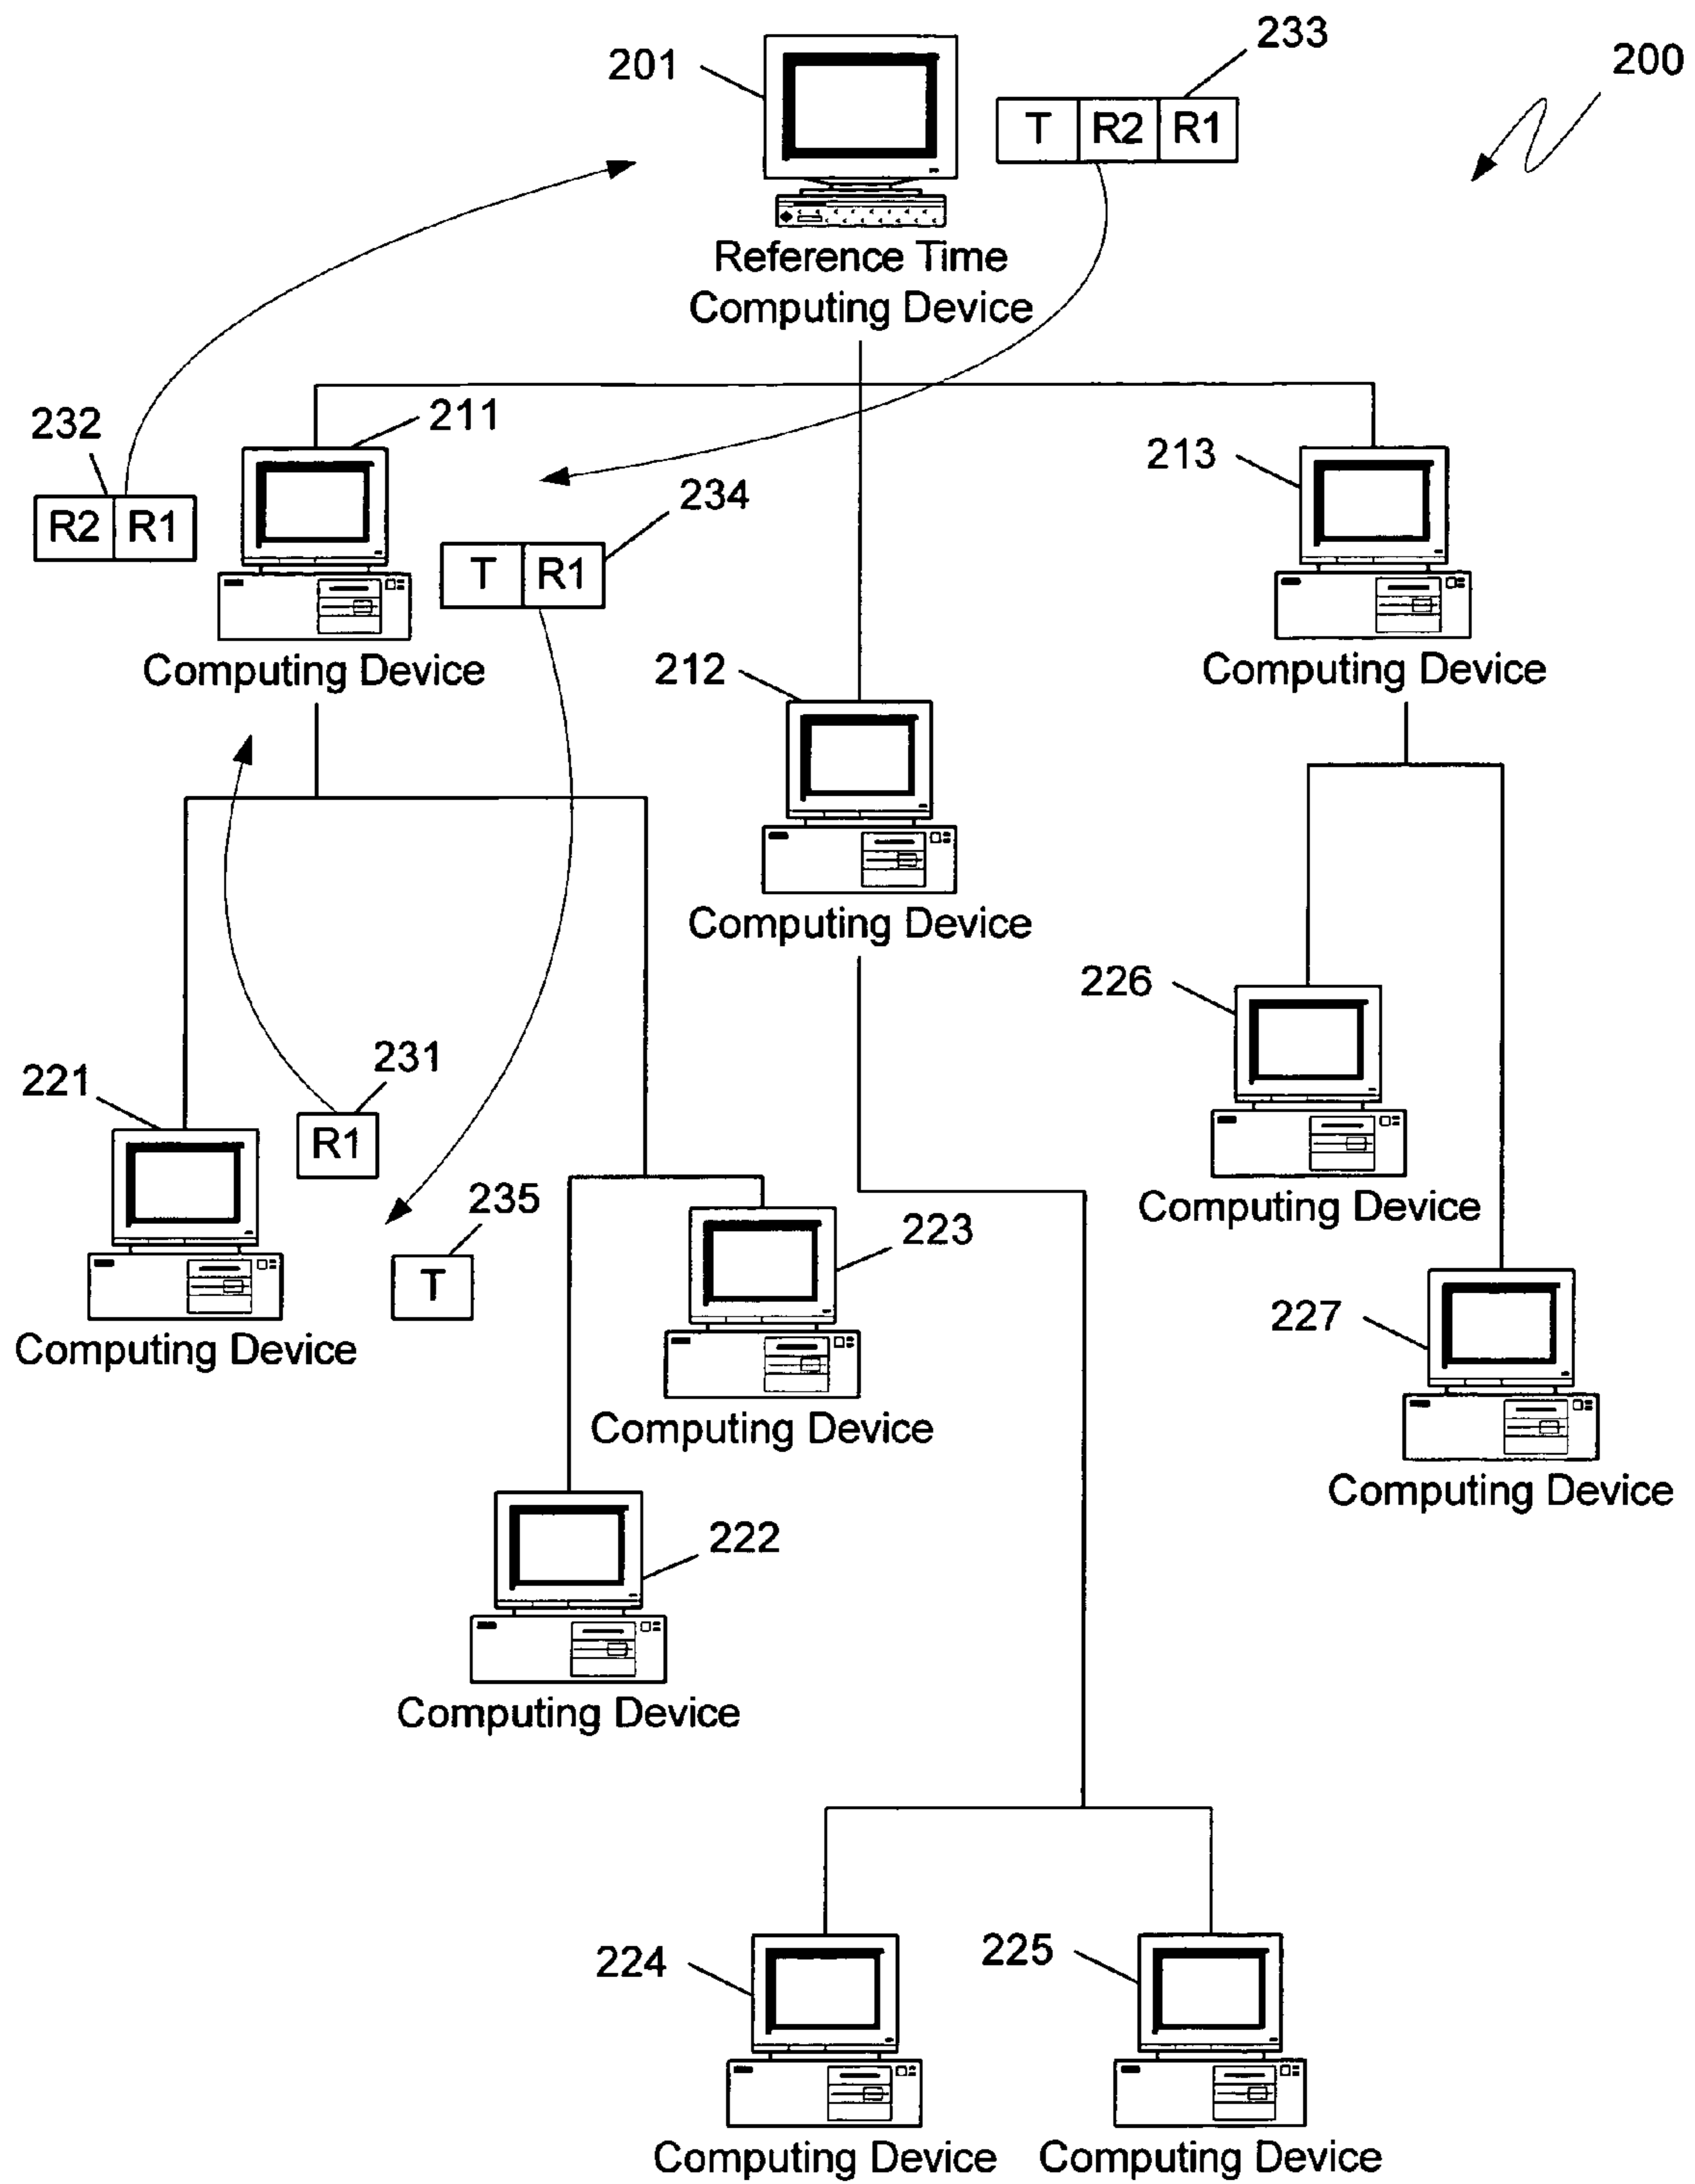 233
200
201
T R2 R1
Reference Time
Computing Device
232
211
213
R2 R1
234
T R1
Computing Device
212
Computing Device
Computing Device
226
231
221
R1
235
223
Computing Device
T
227
Computing Device
Computing Device
222
Computing Device
Computing Device
224
225
Computing Device
Computing Device